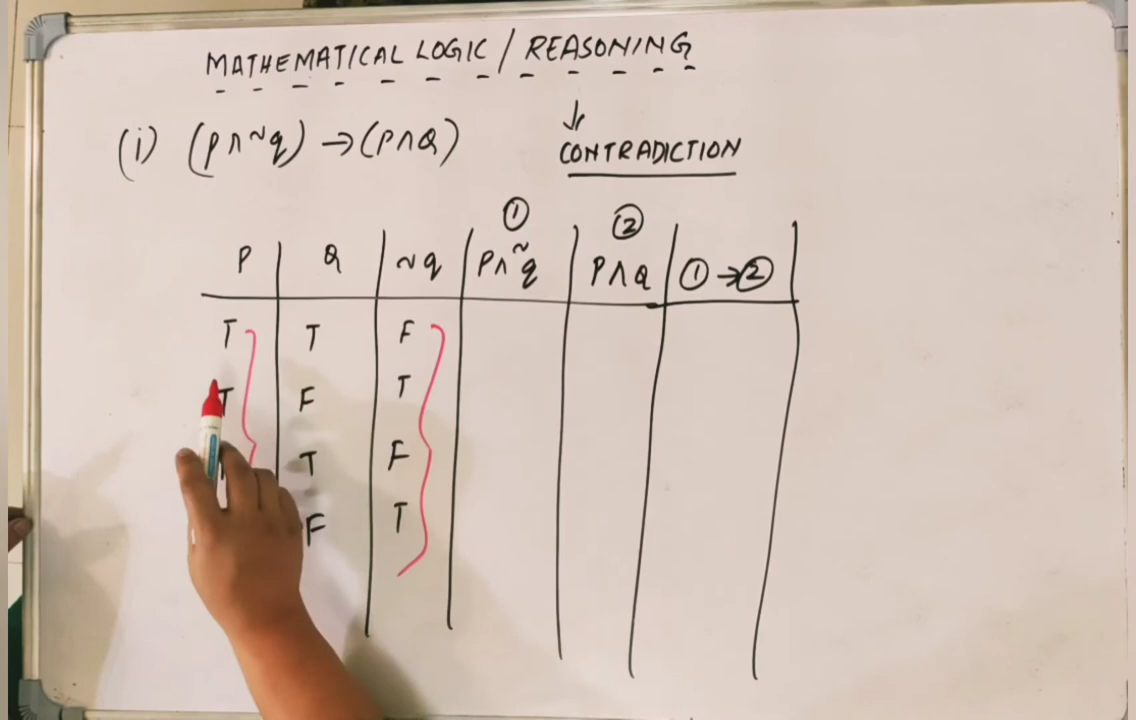 MATHEMATICAL LOGIC / REASONING
(i) (p ∧ ~q) → (p ∧ Q)
CONTRADICTION
① ②
P Q ~q P ∧ ~q P ∧ Q ① → ②
T T F
T F T
T F
F T